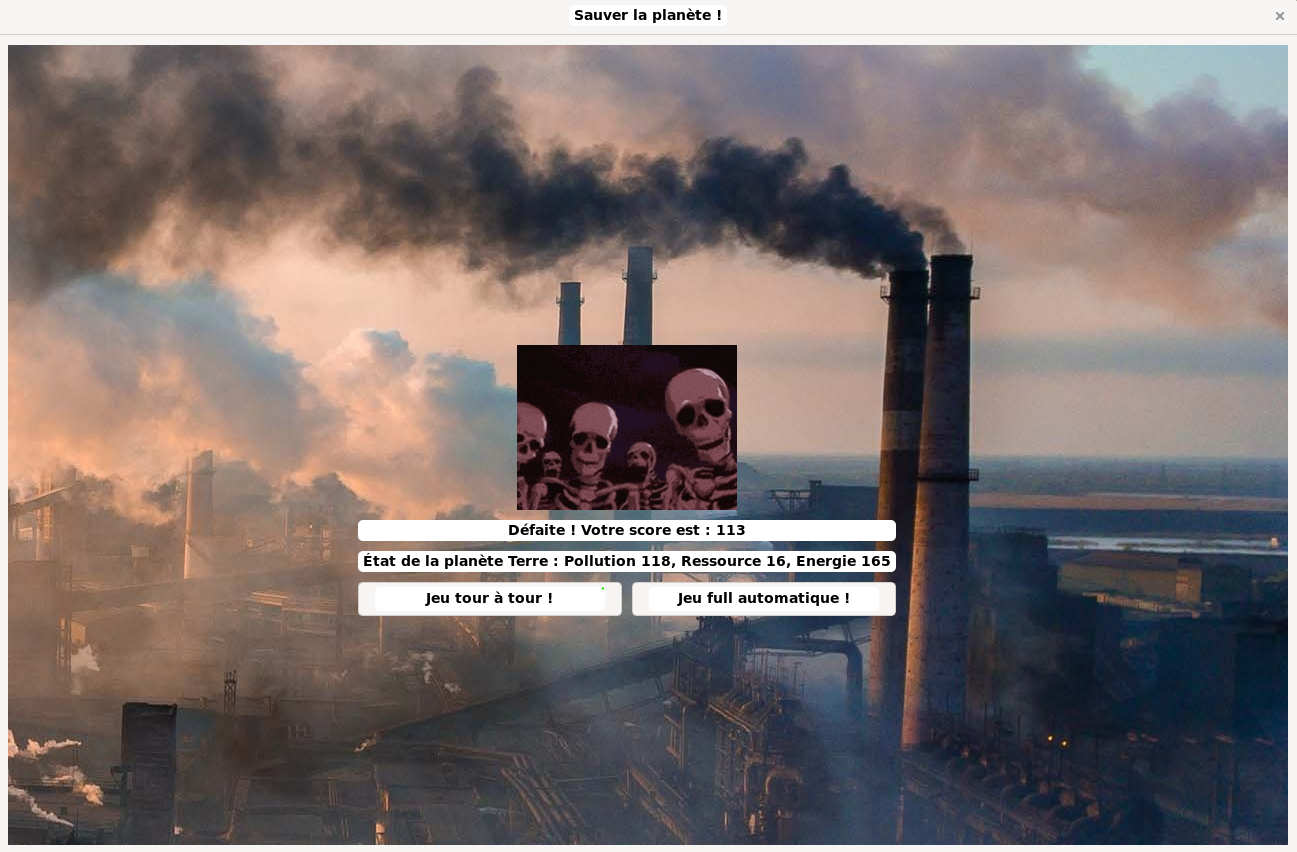 Sauver la planète !
Défaite ! Votre score est : 113
État de la planète Terre : Pollution 118, Ressource 16, Energie 165
Jeu tour à tour !
Jeu full automatique !